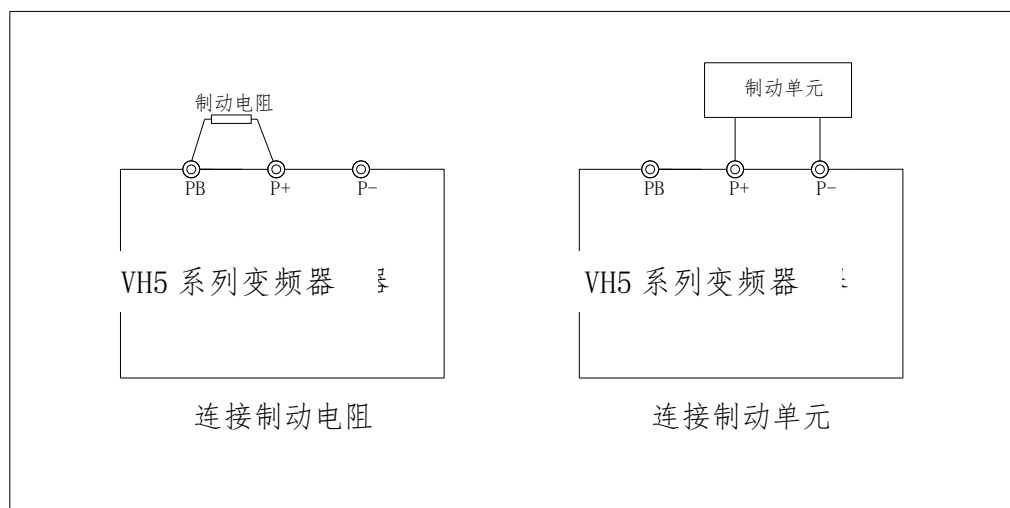 制动电阻
PB P+ P-
VH5 系列变频器 器
连接制动电阻
制动单元
PB P+ P-
VH5 系列变频器
连接制动单元